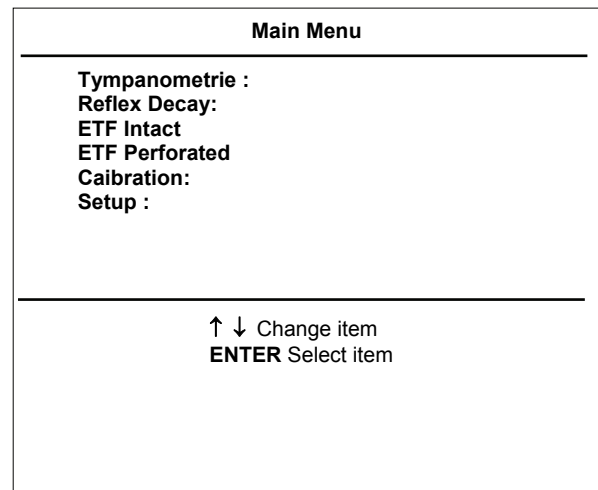 Main Menu
Tympanometrie :
Reflex Decay:
ETF Intact
ETF Perforated
Caibration:
Setup :
↑ ↓ Change item
ENTER Select item